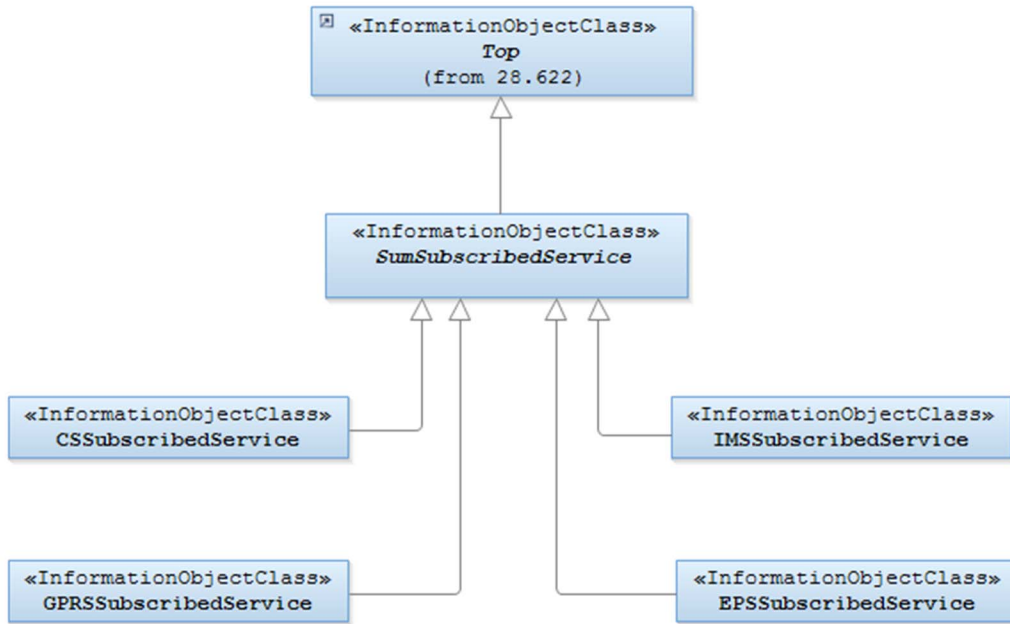 «InformationObjectClass»
Top
(from 28.622)
«InformationObjectClass»
SumSubscribedService
«InformationObjectClass»
CSSubscribedService
«InformationObjectClass»
IMSSubscribedService
«InformationObjectClass»
GPRSSubscribedService
«InformationObjectClass»
EPSSubscribedService